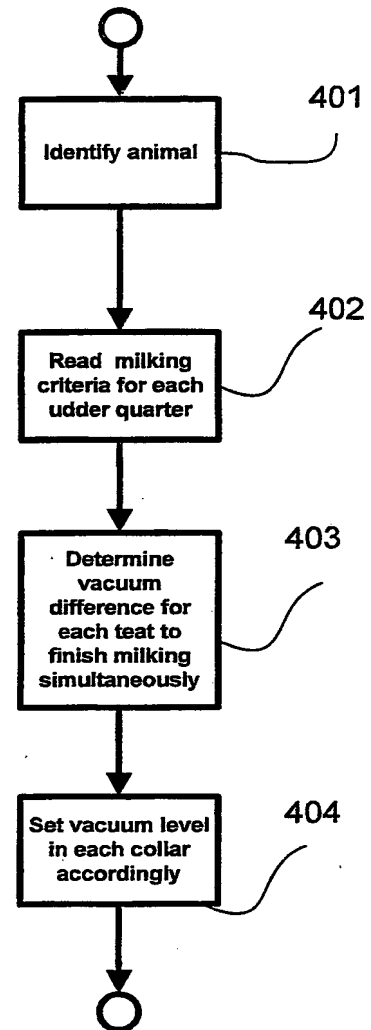 401
Identify animal
402
Read milking
criteria for each
udder quarter
403
Determine
vacuum
difference for
each teat to
finish milking
simultaneously
404
Set vacuum level
in each collar
accordingly